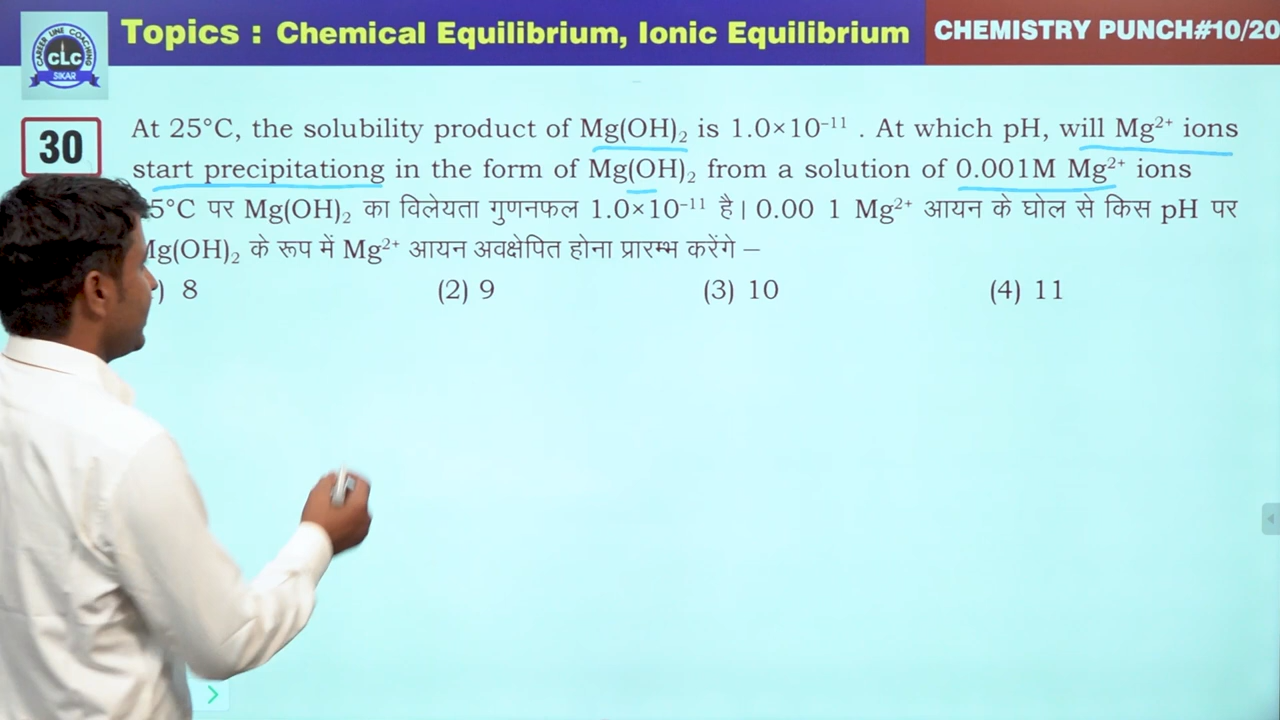 Topics : Chemical Equilibrium, Ionic Equilibrium
CHEMISTRY PUNCH#10/20
CAREER LINE COACHING
CLC
SIKAR
30
At 25°C, the solubility product of Mg(OH)₂ is 1.0×10⁻¹¹ . At which pH, will Mg²⁺ ions
start precipitationg in the form of Mg(OH)₂ from a solution of 0.001M Mg²⁺ ions
5°C पर Mg(OH)₂ का विलेयता गुणनफल 1.0×10⁻¹¹ है। 0.00 1 Mg²⁺ आयन के घोल से किस pH पर
Mg(OH)₂ के रूप में Mg²⁺ आयन अवक्षेपित होना प्रारम्भ करेंगे –
) 8 (2) 9 (3) 10 (4) 11